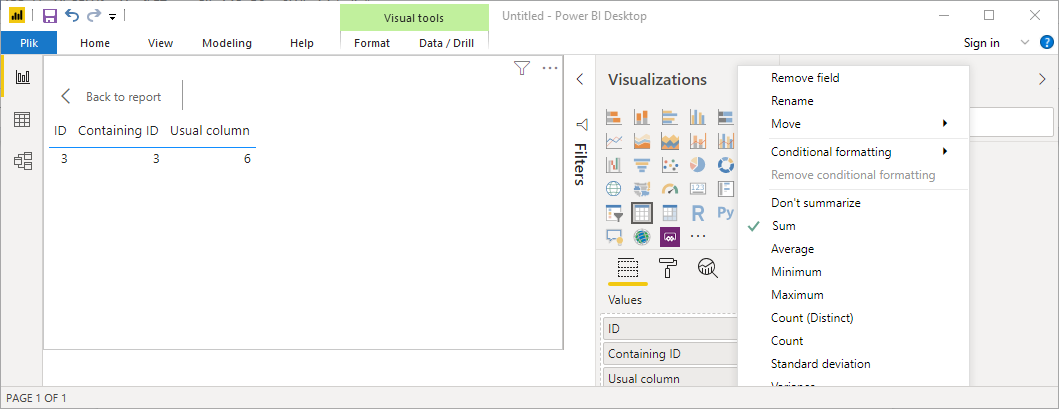 Visual tools
Untitled - Power BI Desktop
Plik Home View Modeling Help Format Data / Drill Sign in ?
Back to report
ID Containing ID Usual column
3 3 6
Filters
Visualizations
123
R Py
Values
ID
Containing ID
Usual column
Remove field
Rename
Move
Conditional formatting
Remove conditional formatting
Don't summarize
Sum
Average
Minimum
Maximum
Count (Distinct)
Count
Standard deviation
Variance
PAGE 1 OF 1